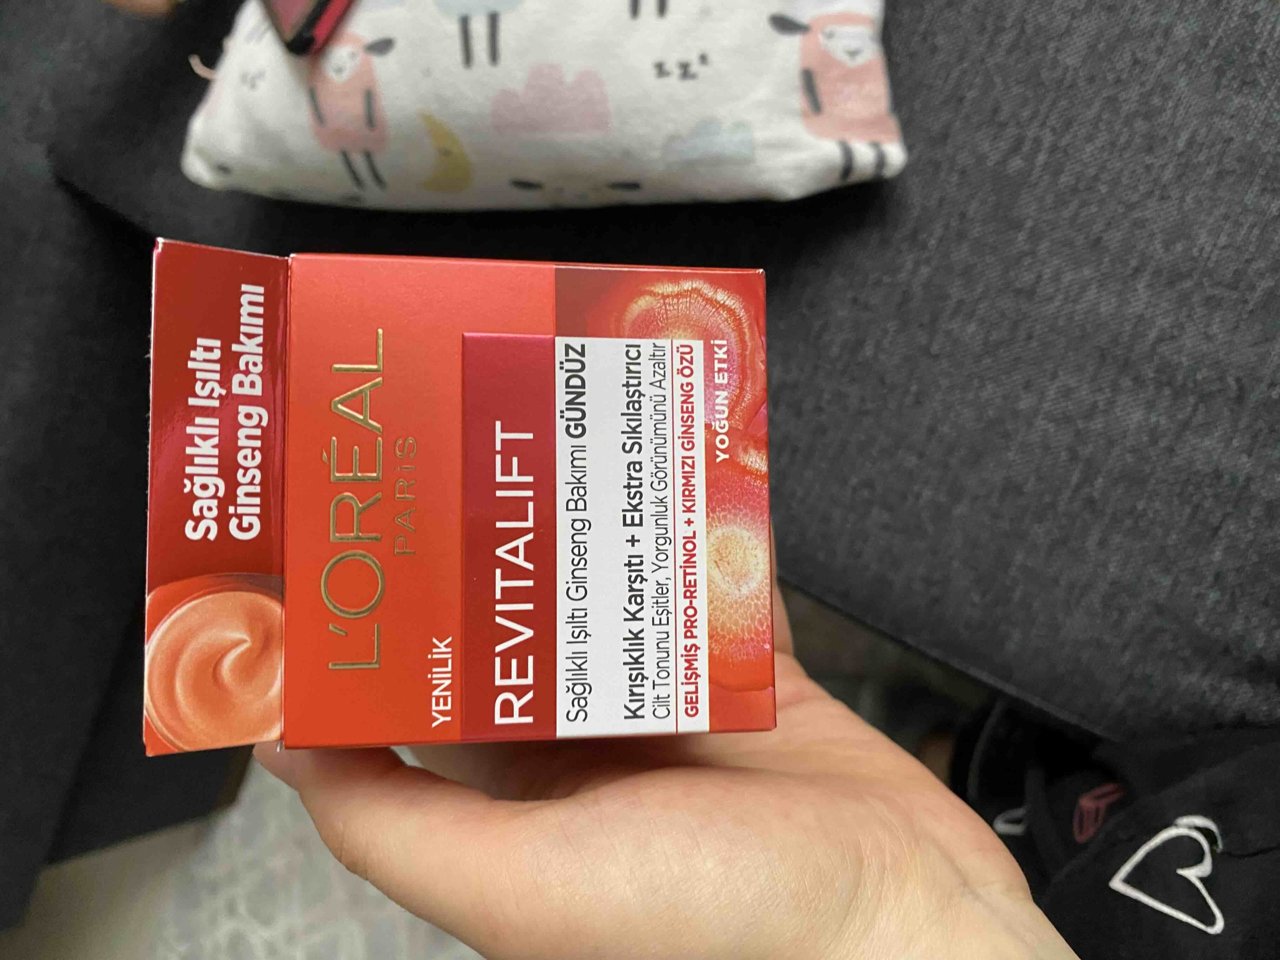 Sağlıklı Işıltı
Ginseng Bakımı
L'ORÉAL
PARIS
YENİLİK
REVITALIFT
Sağlıklı Işıltı Ginseng Bakımı GÜNDÜZ
Kırışıklık Karşıtı + Ekstra Sıkılaştırıcı
Cilt Tonunu Eşitler, Yorgunluk Görünümünü Azaltır
GELİŞMİŞ PRO-RETİNOL + KIRMIZI GİNSENG ÖZÜ
YOĞUN ETKİ
z z z